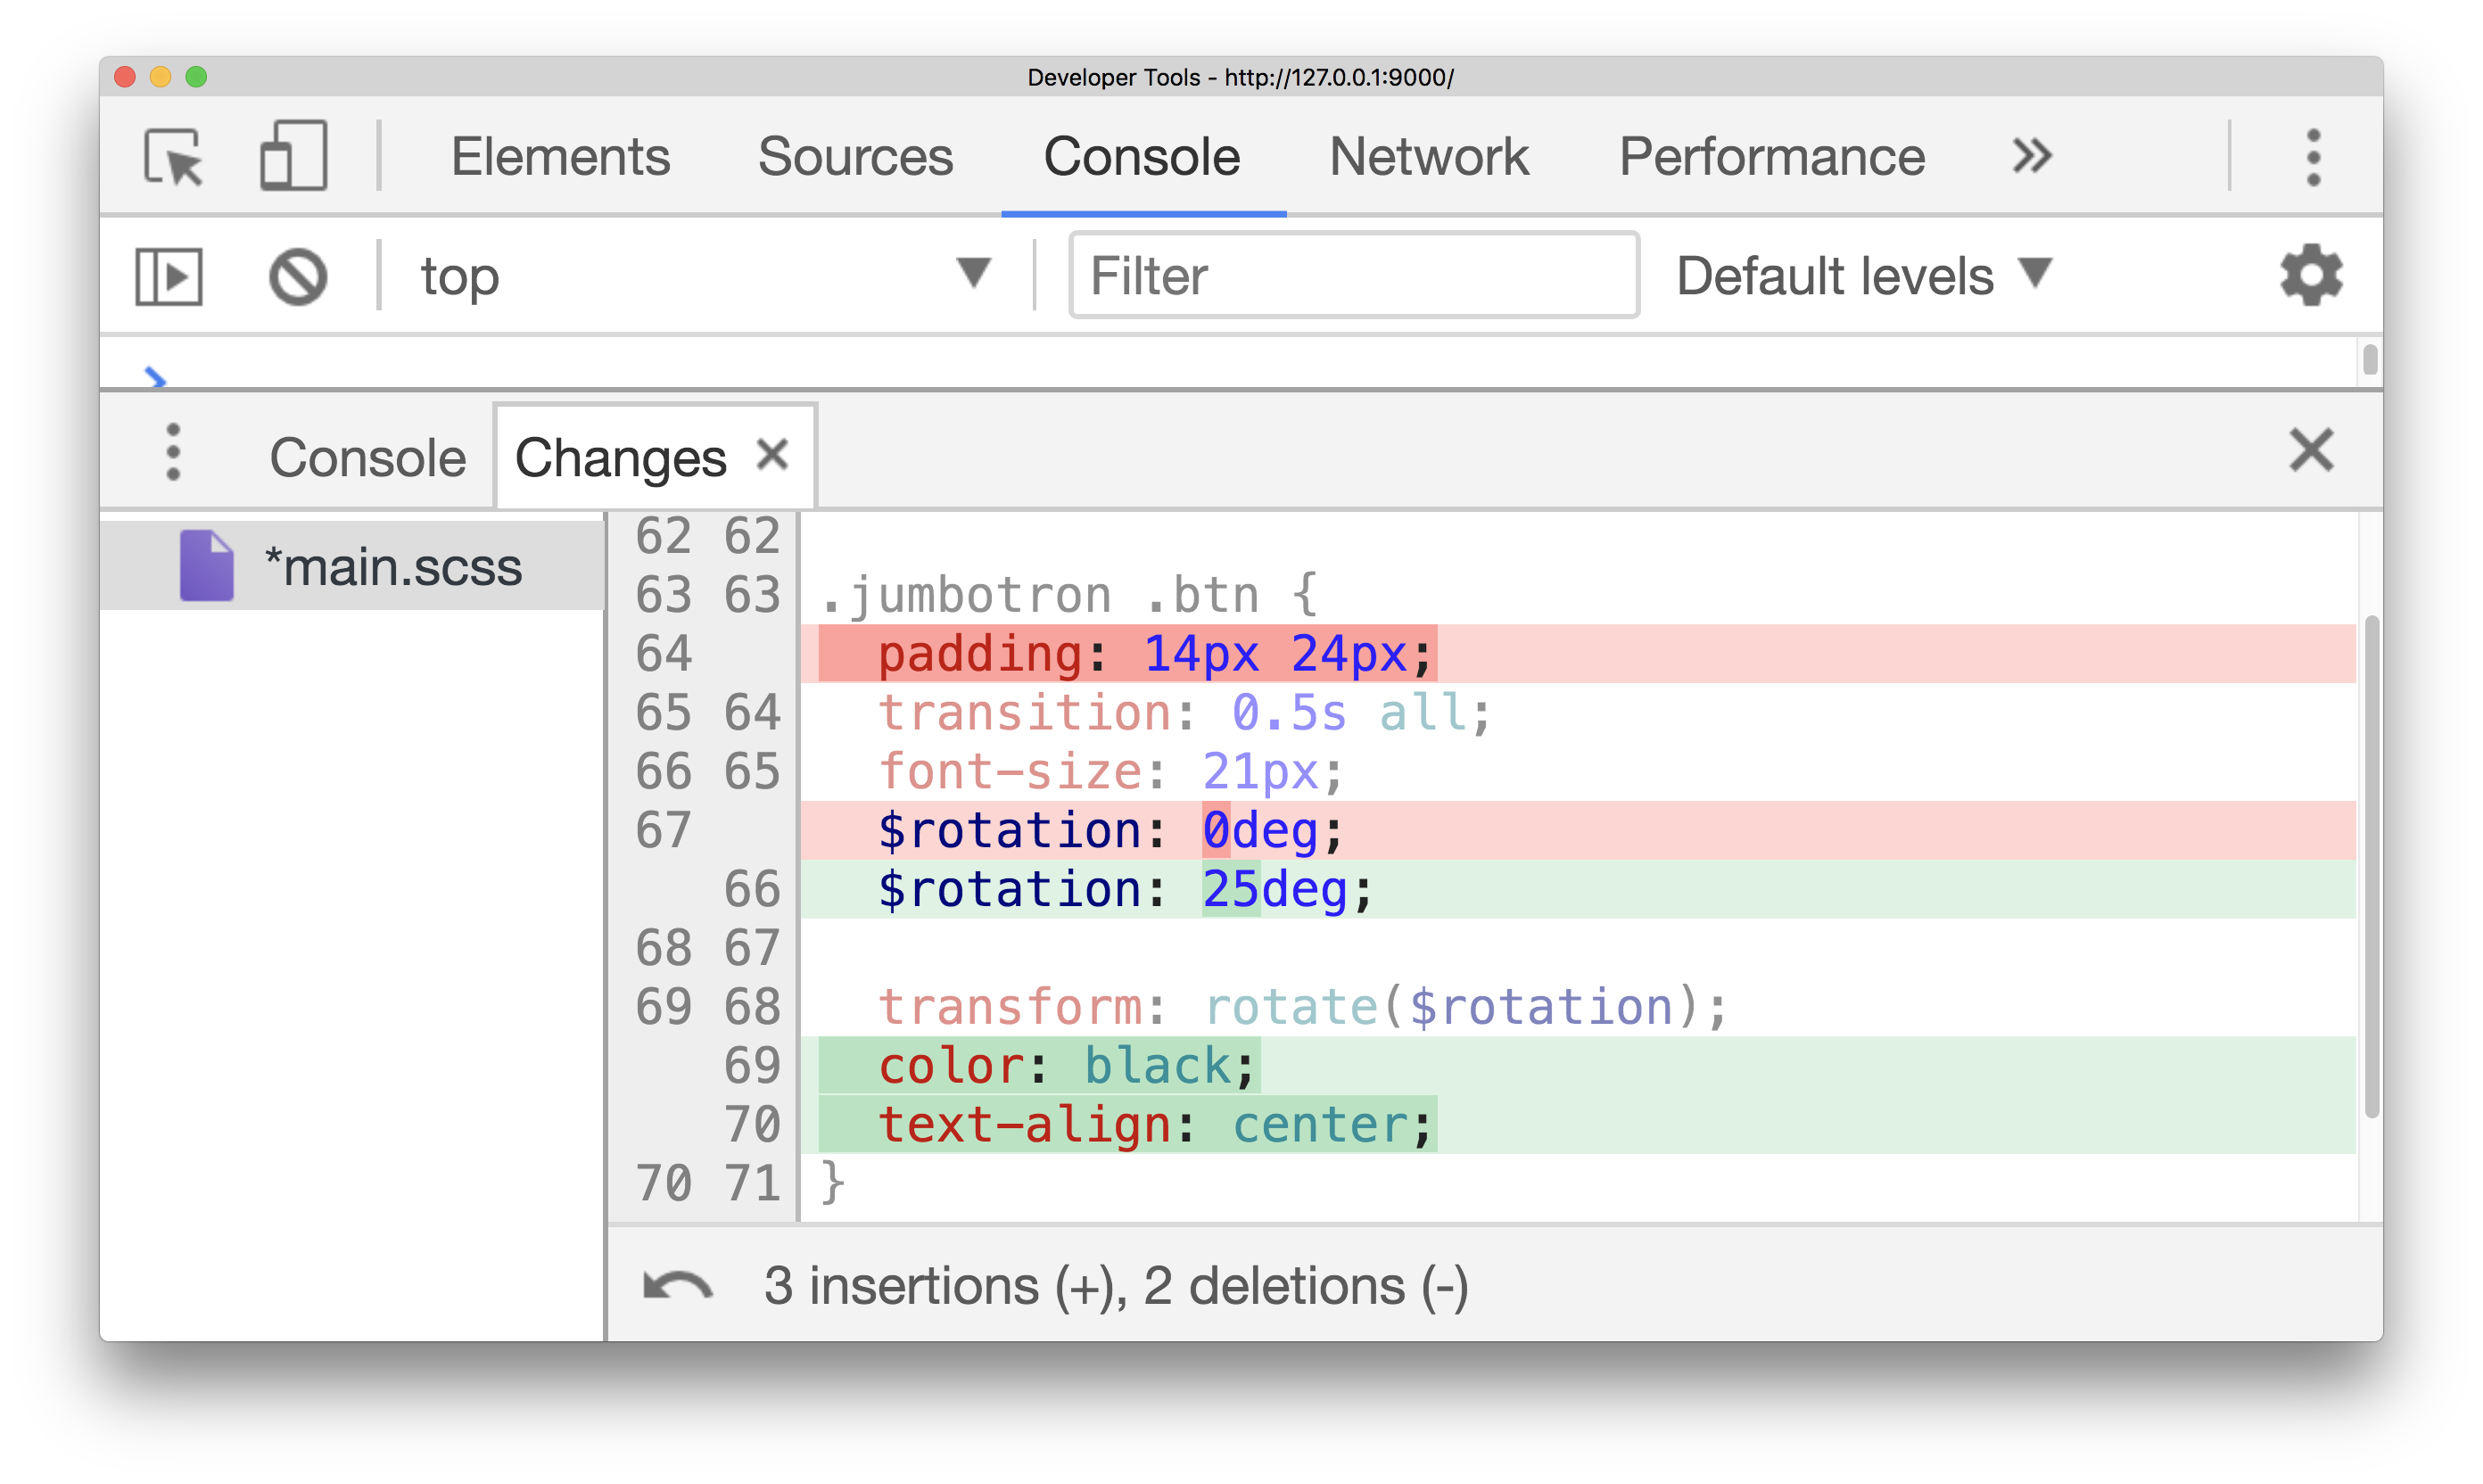 Developer Tools - http://127.0.0.1:9000/
Elements Sources Console Network Performance »
top Filter Default levels
Console Changes ×
*main.scss
62 62
63 63 .jumbotron .btn {
64 padding: 14px 24px;
65 64 transition: 0.5s all;
66 65 font-size: 21px;
67 $rotation: 0deg;
66 $rotation: 25deg;
68 67
69 68 transform: rotate($rotation);
69 color: black;
70 text-align: center;
70 71 }
3 insertions (+), 2 deletions (-)